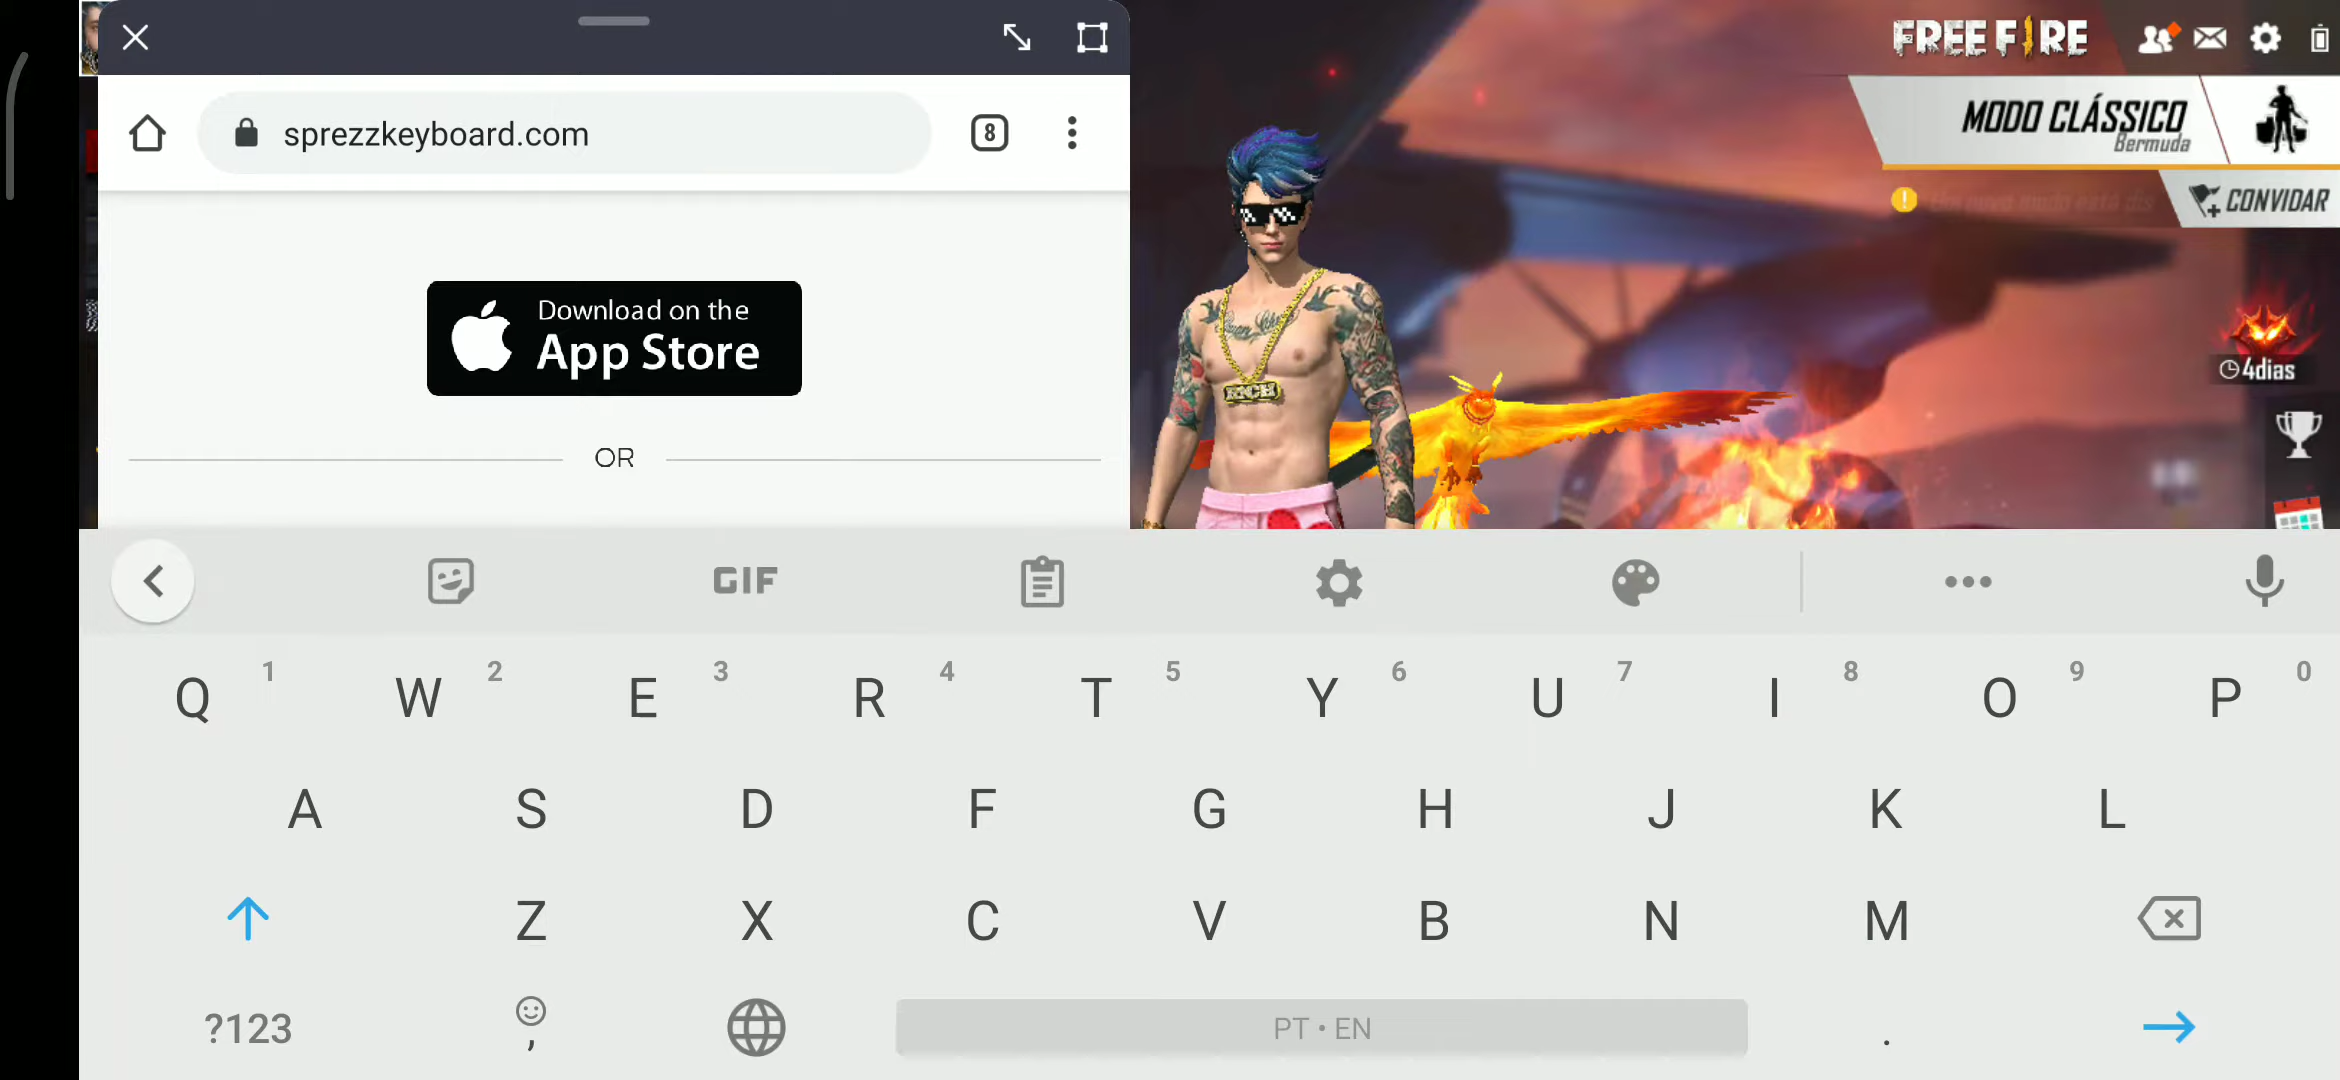 sprezzkeyboard.com
8
Download on the
App Store
OR
FREE FIRE
MODO CLÁSSICO
Bermuda
CONVIDAR
4dias
GIF
Q 1 W 2 E 3 R 4 T 5 Y 6 U 7 I 8 O 9 P 0
A S D F G H J K L
Z X C V B N M
?123 , PT • EN .